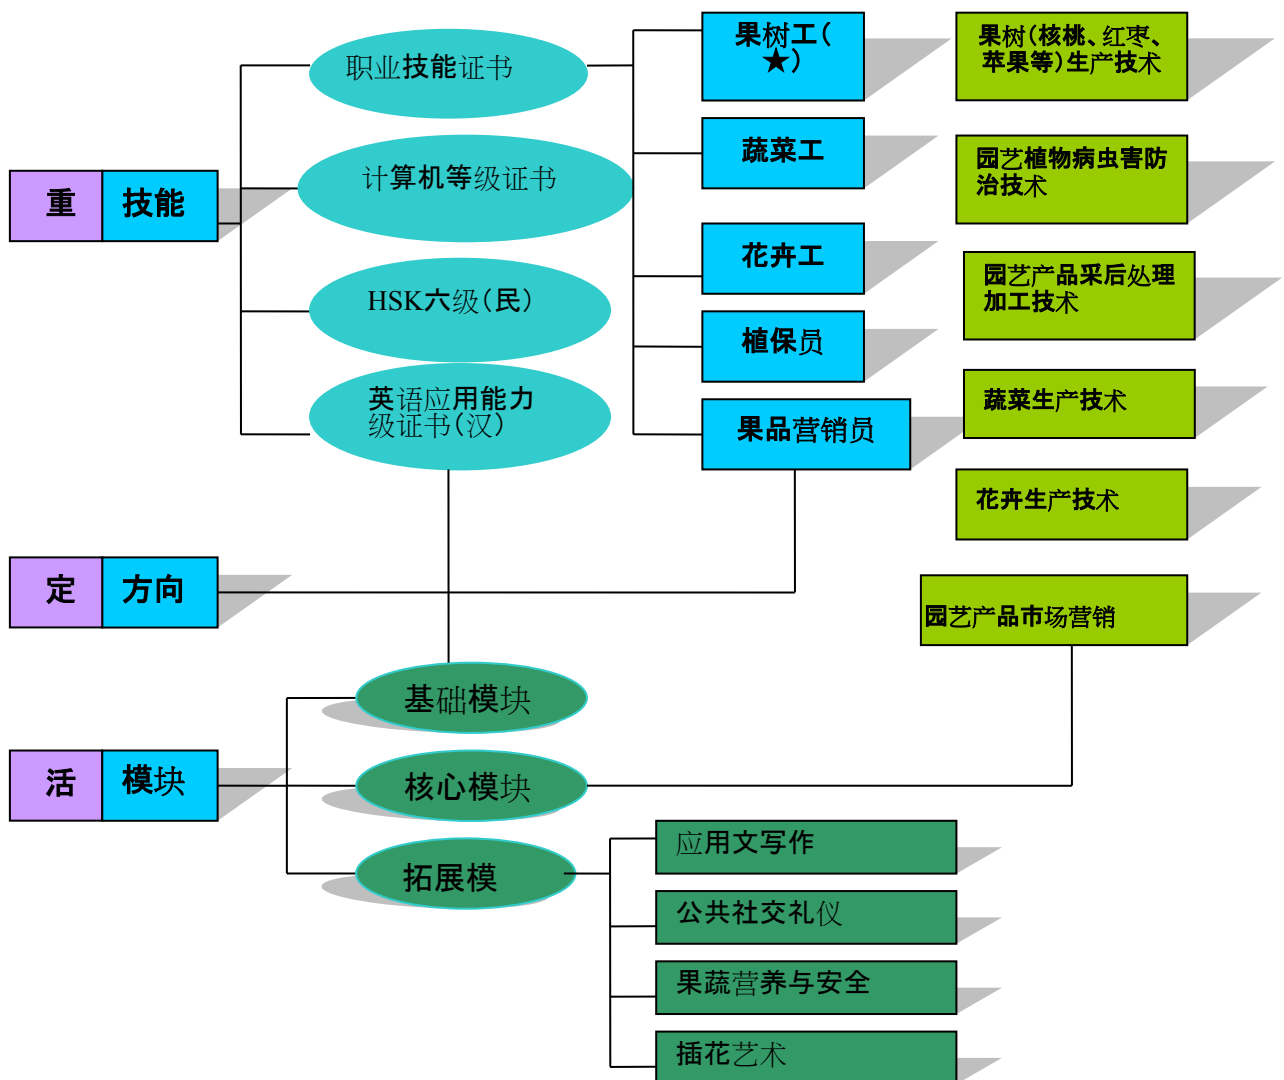 重 技能
职业技能证书
计算机等级证书
HSK六级（民）
英语应用能力
级证书（汉）
果树工（
★）
蔬菜工
花卉工
植保员
果品营销员
果树（核桃、红枣、
苹果等）生产技术
园艺植物病虫害防
治技术
园艺产品采后处理
加工技术
蔬菜生产技术
花卉生产技术
园艺产品市场营销
定 方向
活 模块
基础模块
核心模块
拓展模
应用文写作
公共社交礼仪
果蔬营养与安全
插花艺术